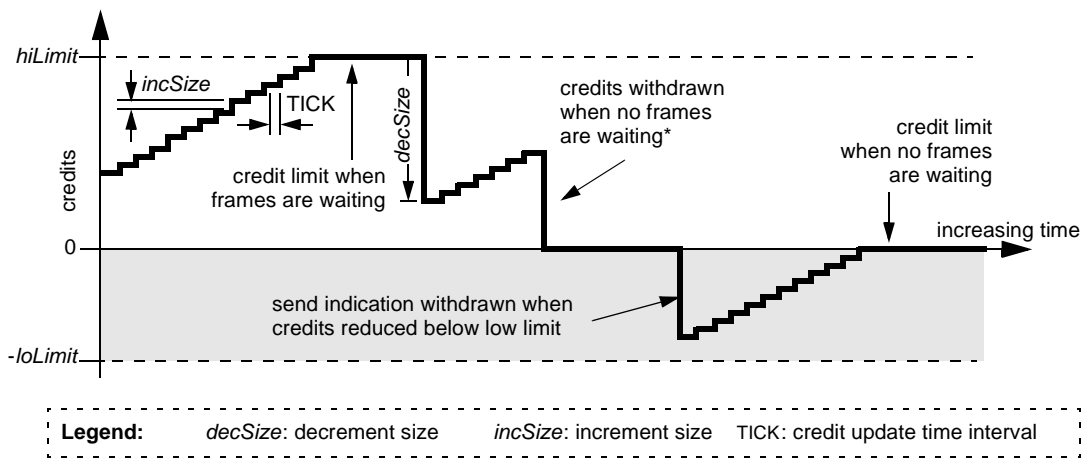 hiLimit
incSize
TICK
decSize
credits withdrawn
when no frames
are waiting*
credit limit
when no frames
are waiting
credit limit when
frames are waiting
credits
0
increasing time
send indication withdrawn when
credits reduced below low limit
-loLimit
Legend: decSize: decrement size incSize: increment size TICK: credit update time interval